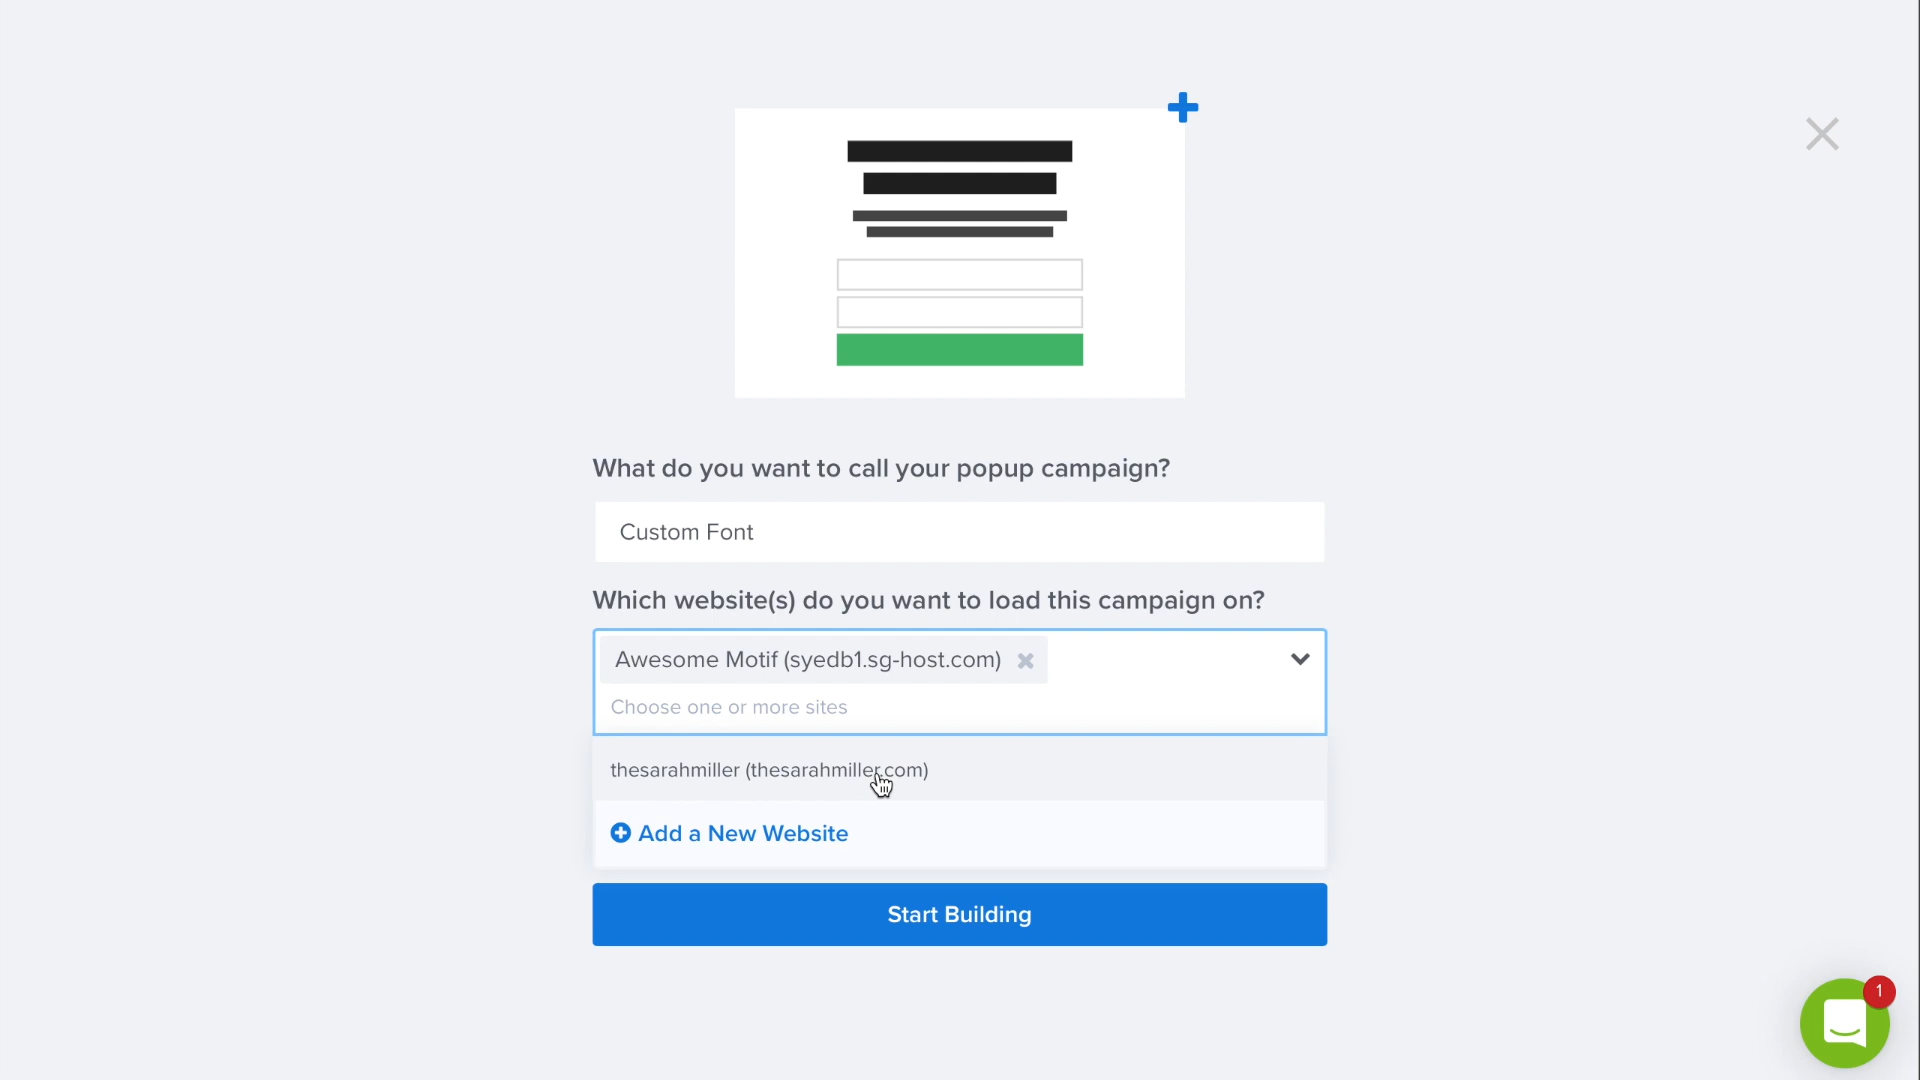 What do you want to call your popup campaign?
Custom Font
Which website(s) do you want to load this campaign on?
Awesome Motif (syedb1.sg-host.com)
Choose one or more sites
thesarahmiller (thesarahmiller.com)
Add a New Website
Start Building
1